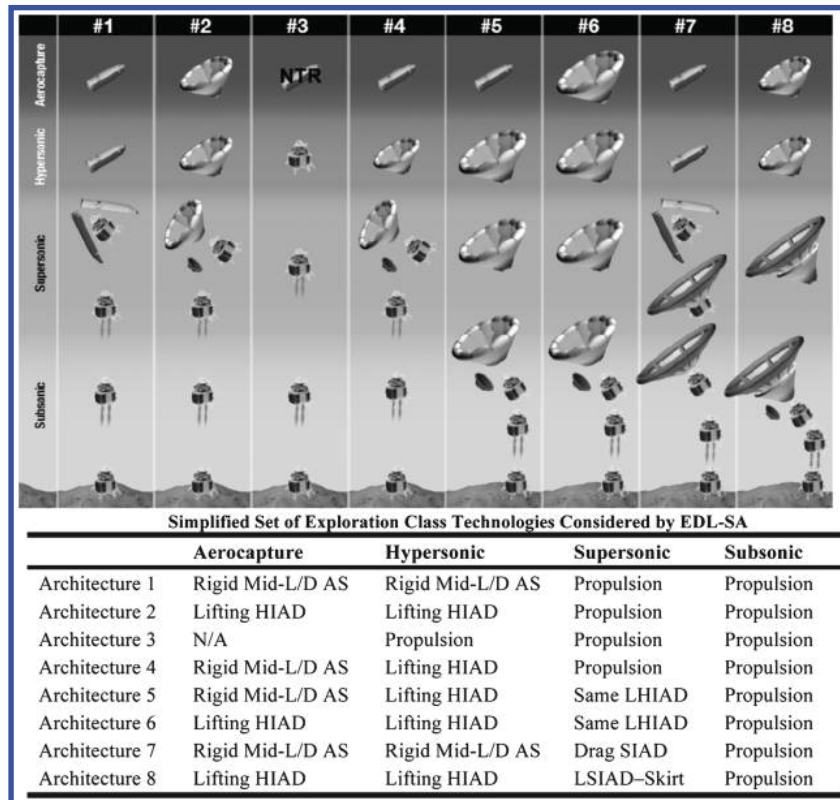 #1 #2 #3 #4 #5 #6 #7 #8
Aerocapture
NTR
Hypersonic
Supersonic
Subsonic
Simplified Set of Exploration Class Technologies Considered by EDL-SA
Aerocapture Hypersonic Supersonic Subsonic
Architecture 1 Rigid Mid-L/D AS Rigid Mid-L/D AS Propulsion Propulsion
Architecture 2 Lifting HIAD Lifting HIAD Propulsion Propulsion
Architecture 3 N/A Propulsion Propulsion Propulsion
Architecture 4 Rigid Mid-L/D AS Lifting HIAD Propulsion Propulsion
Architecture 5 Rigid Mid-L/D AS Lifting HIAD Same LHIAD Propulsion
Architecture 6 Lifting HIAD Lifting HIAD Same LHIAD Propulsion
Architecture 7 Rigid Mid-L/D AS Rigid Mid-L/D AS Drag SIAD Propulsion
Architecture 8 Lifting HIAD Lifting HIAD LSIAD–Skirt Propulsion